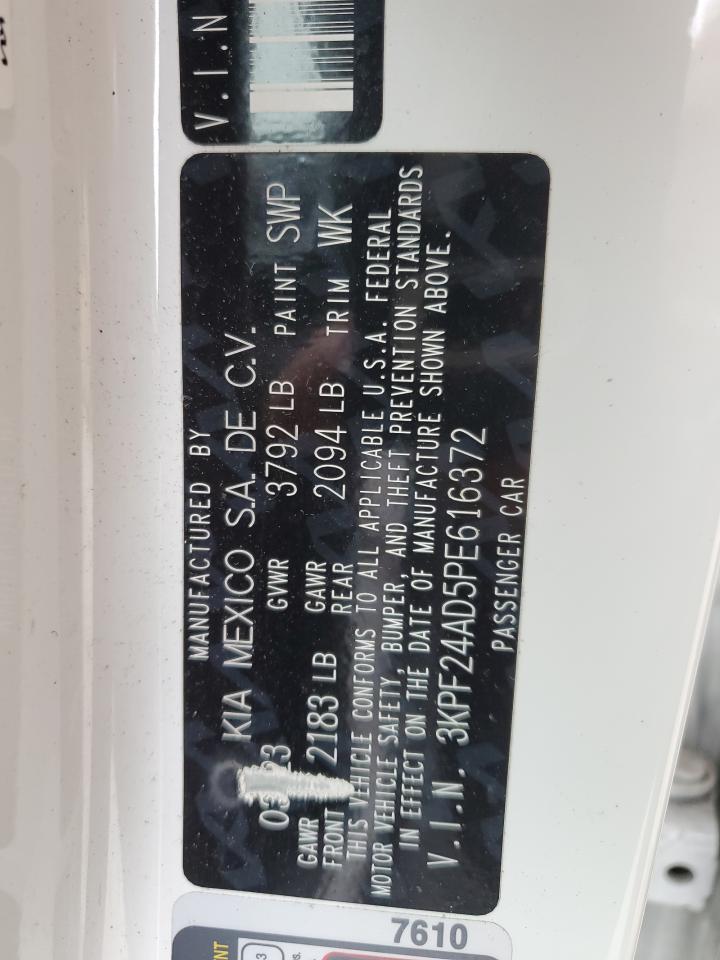 V.I.N
MANUFACTURED BY
KIA MEXICO S.A. DE C.V.
GVWR 3792 LB PAINT SWP
GAWR FRONT 2183 LB GAWR REAR 2094 LB TRIM WK
THIS VEHICLE CONFORMS TO ALL APPLICABLE U.S.A. FEDERAL
MOTOR VEHICLE SAFETY, BUMPER, AND THEFT PREVENTION STANDARDS
IN EFFECT ON THE DATE OF MANUFACTURE SHOWN ABOVE.
V.I.N. 3KPF24AD5PE616372
PASSENGER CAR
7610